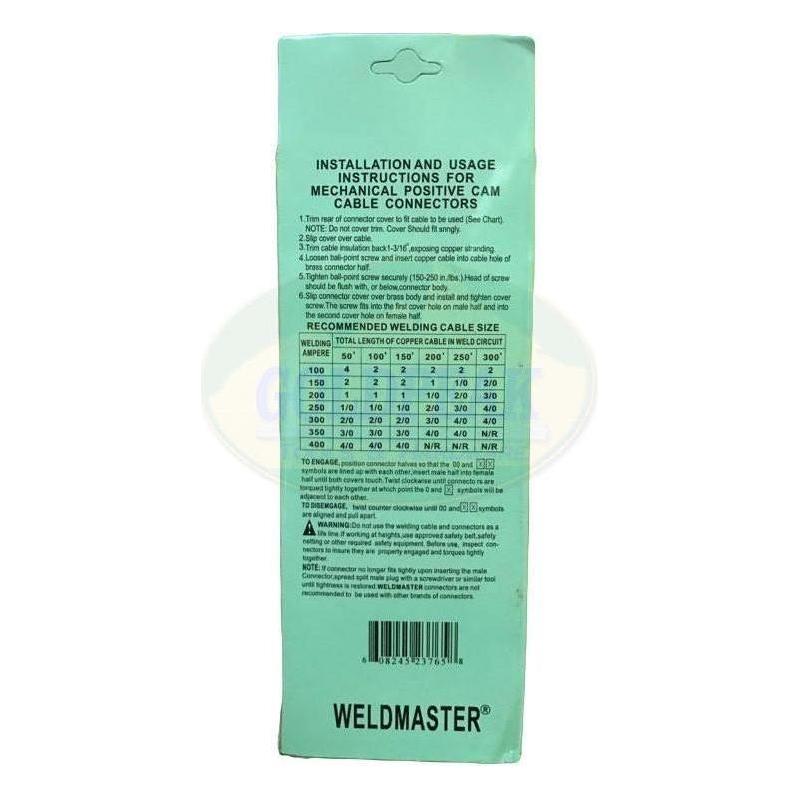 INSTALLATION AND USAGE
INSTRUCTIONS FOR
MECHANICAL POSITIVE CAM
CABLE CONNECTORS
1.Trim rear of connector cover to fit cable to be used (See Chart).
NOTE: Do not cover trim. Cover Should fit snngly.
2.Slip cover over cable.
3.Trim cable insulation back1-3/16",exposing copper stranding.
4.Loosen ball-point screw and insert copper cable into cable hole of
brass connector half.
5.Tighten ball-point screw securely (150-250 in./lbs.).Head of screw
should be flush with, or below,connector body.
6.Slip connector cover over brass body and install and tighten cover
screw.The screw fits into the first cover hole on male half and into
the second cover hole on female half.
RECOMMENDED WELDING CABLE SIZE
WELDING AMPERE TOTAL LENGTH OF COPPER CABLE IN WELD CIRCUIT
50' 100' 150' 200' 250' 300'
100 4 2 2 2 2 2
150 2 2 2 1 1/0 2/0
200 1 1 1 1/0 2/0 3/0
250 1/0 1/0 1/0 2/0 3/0 4/0
300 2/0 2/0 2/0 3/0 4/0 4/0
350 3/0 3/0 3/0 4/0 4/0 N/R
400 4/0 4/0 4/0 N/R N/R N/R
TO ENGAGE, position connector halves so that the 00 and X X
symbols are lined up with each other,insert male half into female
half until both covers touch.Twist clockwise until connecto rs are
torqued tightly together at which point the 0 and X symbols will be
adjacent to each other.
TO DISEMGAGE, twist counter clockwise until 00 and X X symbols
are aligned and pull apart.
WARNING:Do not use the welding cable and connectors as a
life line.If working at heights,use approved safety belt,safety
netting or other required safety equipment. Before use, inspect con-
nectors to insure they are properly engaged and torques tightly
together.
NOTE: If connector no longer fits tightly upon inserting the male
Connector,spread split male plug with a screwdriver or similar tool
until tightness is restored.WELDMASTER connectors are not
recommended to be used with other brands of connectors.
6 08245 23765 8
WELDMASTER®